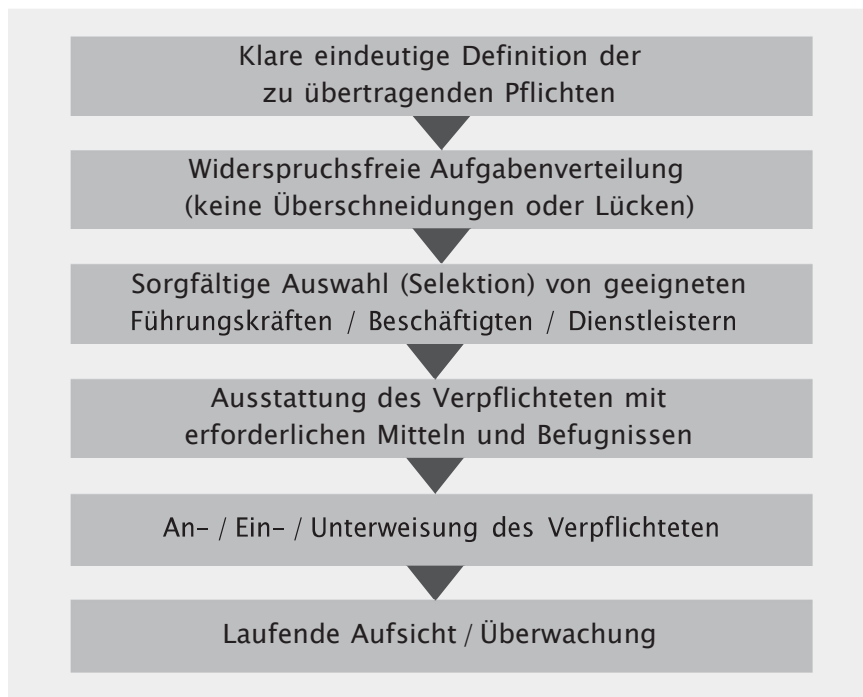 Klare eindeutige Definition der
zu übertragenden Pflichten
Widerspruchsfreie Aufgabenverteilung
(keine Überschneidungen oder Lücken)
Sorgfältige Auswahl (Selektion) von geeigneten
Führungskräften / Beschäftigten / Dienstleistern
Ausstattung des Verpflichteten mit
erforderlichen Mitteln und Befugnissen
An- / Ein- / Unterweisung des Verpflichteten
Laufende Aufsicht / Überwachung